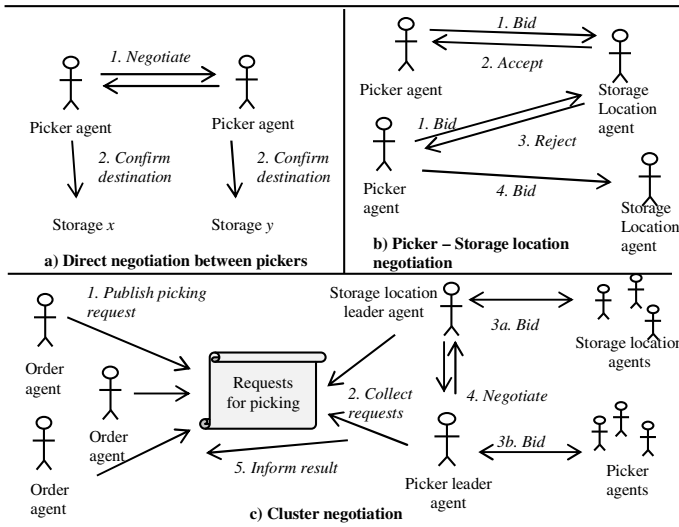 1. Negotiate
Picker agent
Picker agent
2. Confirm
destination
2. Confirm
destination
Storage x
Storage y
a) Direct negotiation between pickers
1. Bid
2. Accept
Picker agent
Storage
Location
agent
1. Bid
3. Reject
Picker
agent
4. Bid
Storage
Location
agent
b) Picker – Storage location
negotiation
1. Publish picking
request
Order
agent
Order
agent
Order
agent
Requests
for picking
Storage location
leader agent
3a. Bid
Storage location
agents
2. Collect
requests
4. Negotiate
3b. Bid
Picker leader
agent
Picker
agents
5. Inform result
c) Cluster negotiation